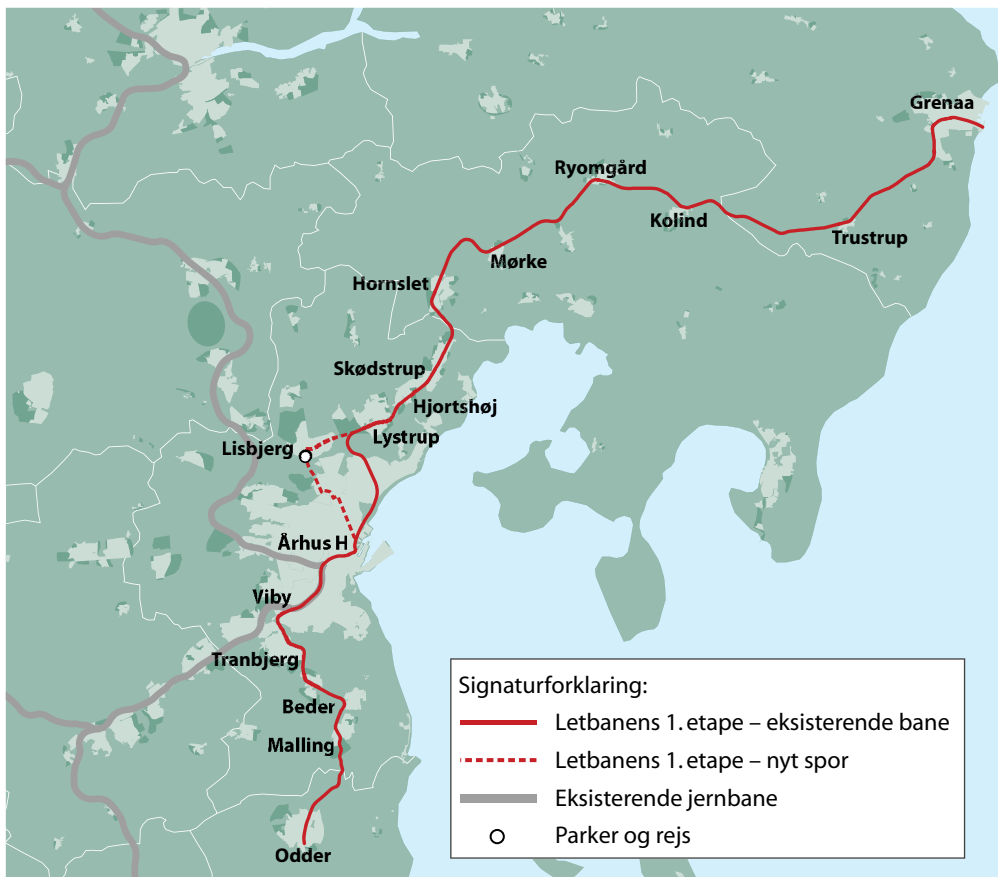 Grenaa
Ryomgård
Kolind
Trustrup
Mørke
Hornslet
Skødstrup
Hjortshøj
Lystrup
Lisbjerg
Århus H
Viby
Tranbjerg
Beder
Malling
Odder
Signaturforklaring:
Letbanens 1. etape – eksisterende bane
Letbanens 1. etape – nyt spor
Eksisterende jernbane
Parker og rejs